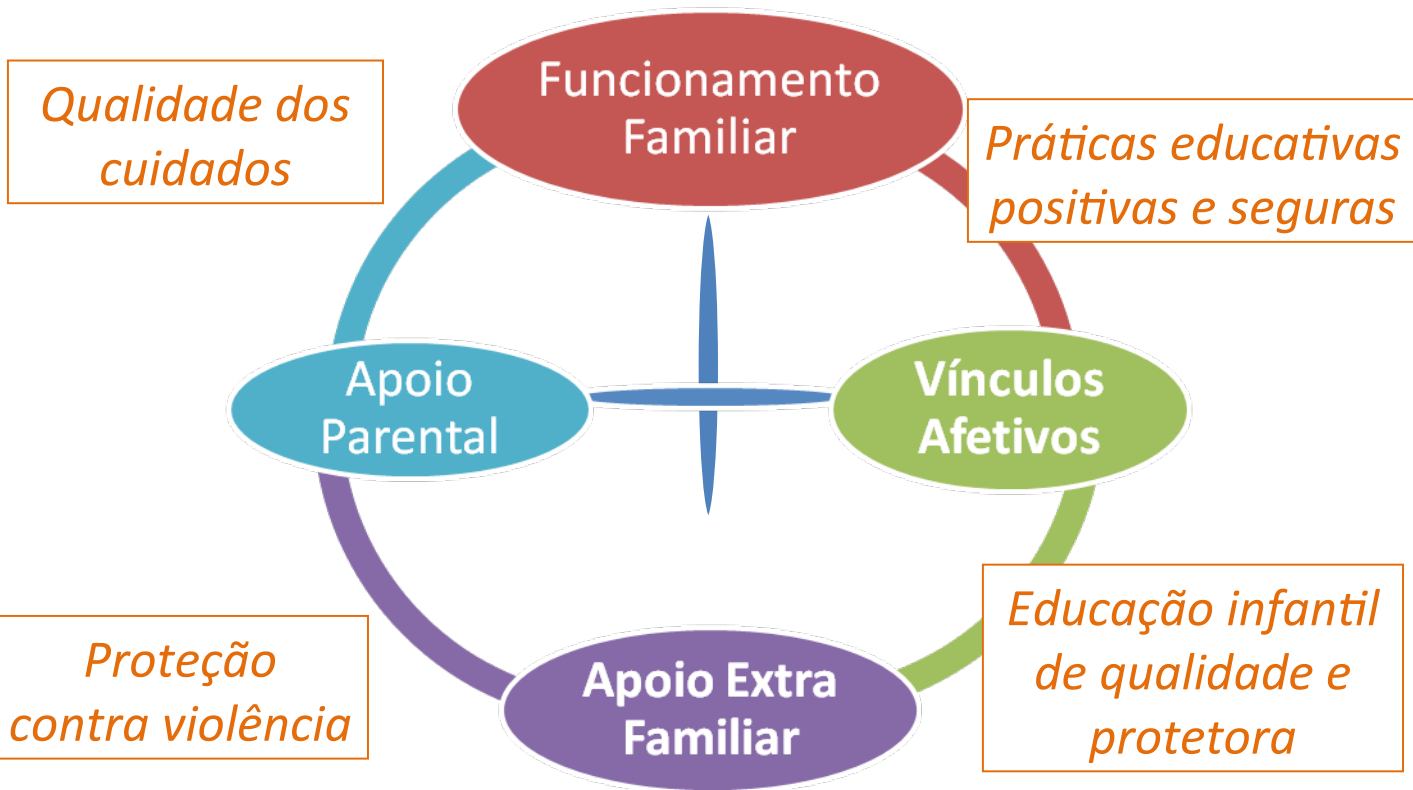 Funcionamento
Familiar
Qualidade dos
cuidados
Práticas educativas
positivas e seguras
Apoio
Parental
Vínculos
Afetivos
Proteção
contra violência
Apoio Extra
Familiar
Educação infantil
de qualidade e
protetora